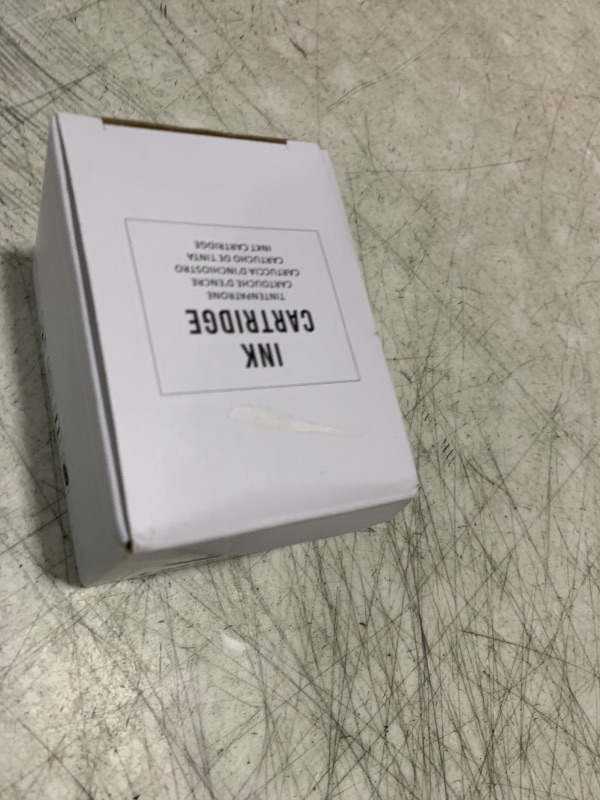 INK
CARTRIDGE
TINTENPATRONE
CARTOUCHE D'ENCRE
CARTUCCIA D'INCHIOSTRO
CARTUCHO DE TINTA
INKT CARTRIDGE